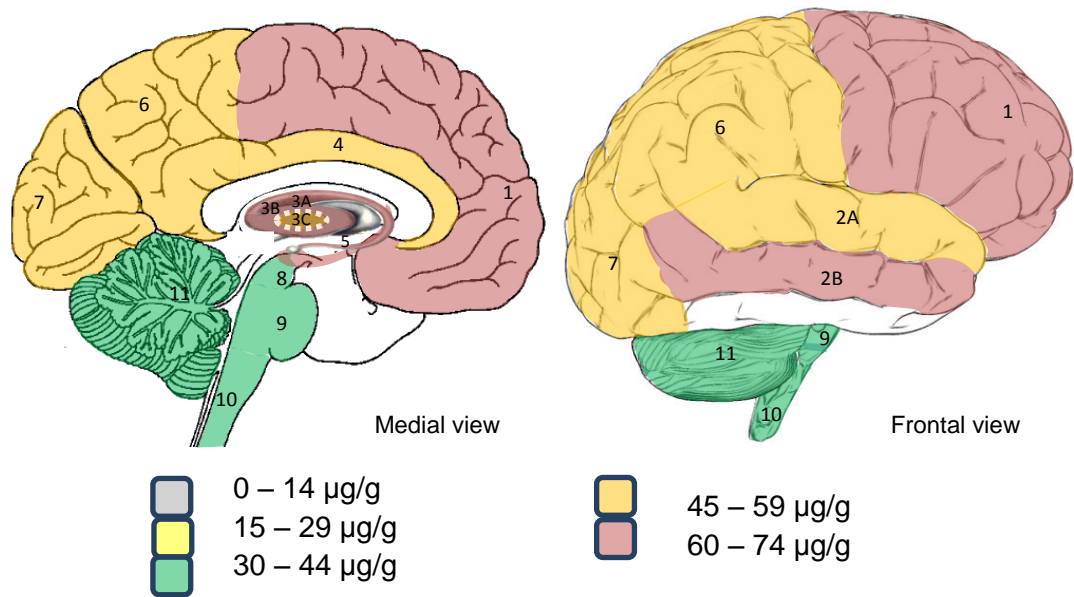 6
4
1
7
3A
3B
3C
5
8
11
9
10
Medial view
1
6
2A
7
2B
9
11
10
Frontal view
0 – 14 µg/g
15 – 29 µg/g
30 – 44 µg/g
45 – 59 µg/g
60 – 74 µg/g